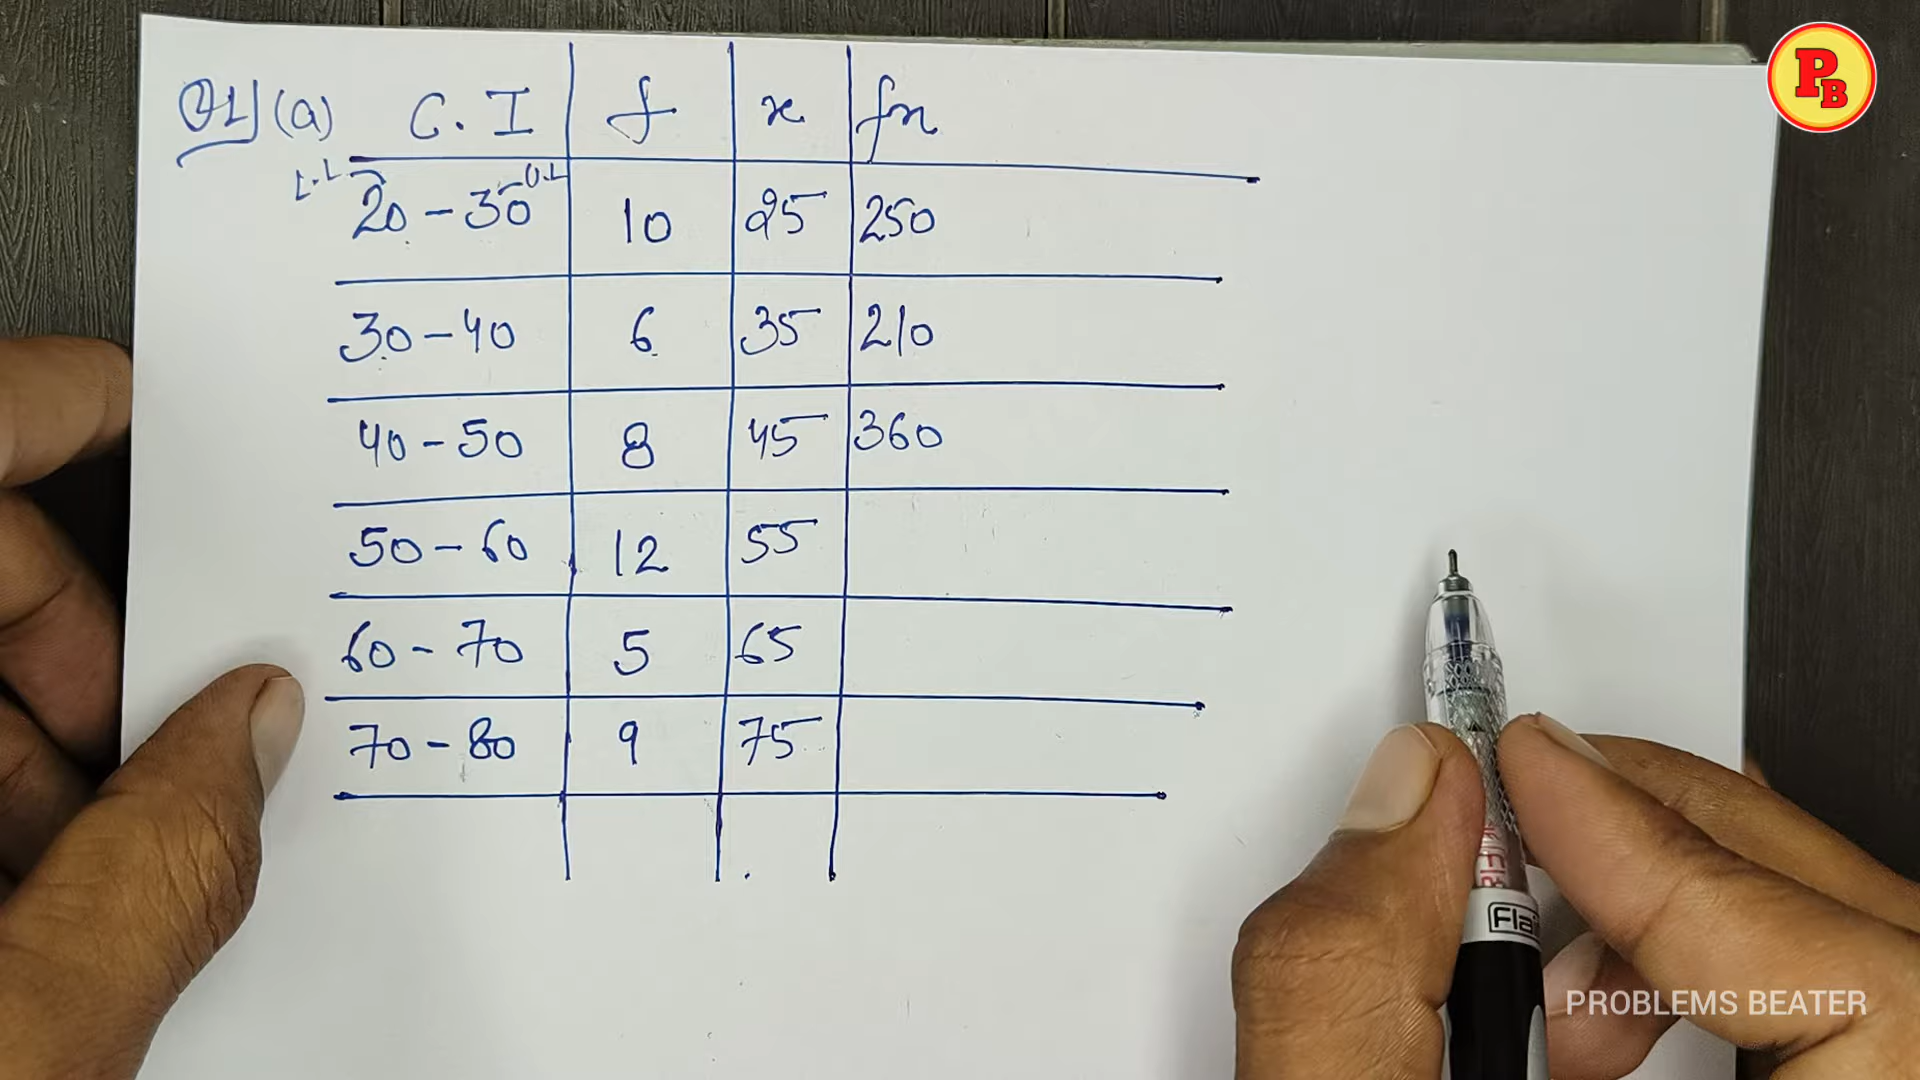 Q1) (a) C.I f x fx
L.L U.L
20 - 30 10 25 250
30 - 40 6 35 210
40 - 50 8 45 360
50 - 60 12 55
60 - 70 5 65
70 - 80 9 75
PB
Flai
PROBLEMS BEATER